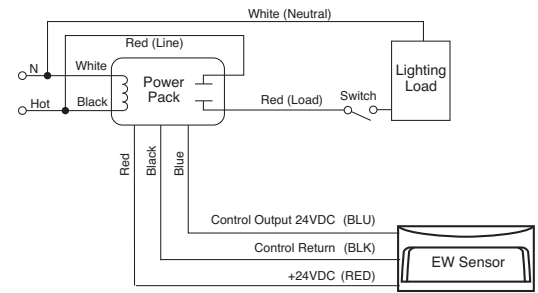 White (Neutral)
Red (Line)
N
White
Power
Pack
Lighting
Load
Hot
Black
Red (Load)
Switch
Red
Black
Blue
Control Output 24VDC (BLU)
Control Return (BLK)
EW Sensor
+24VDC (RED)